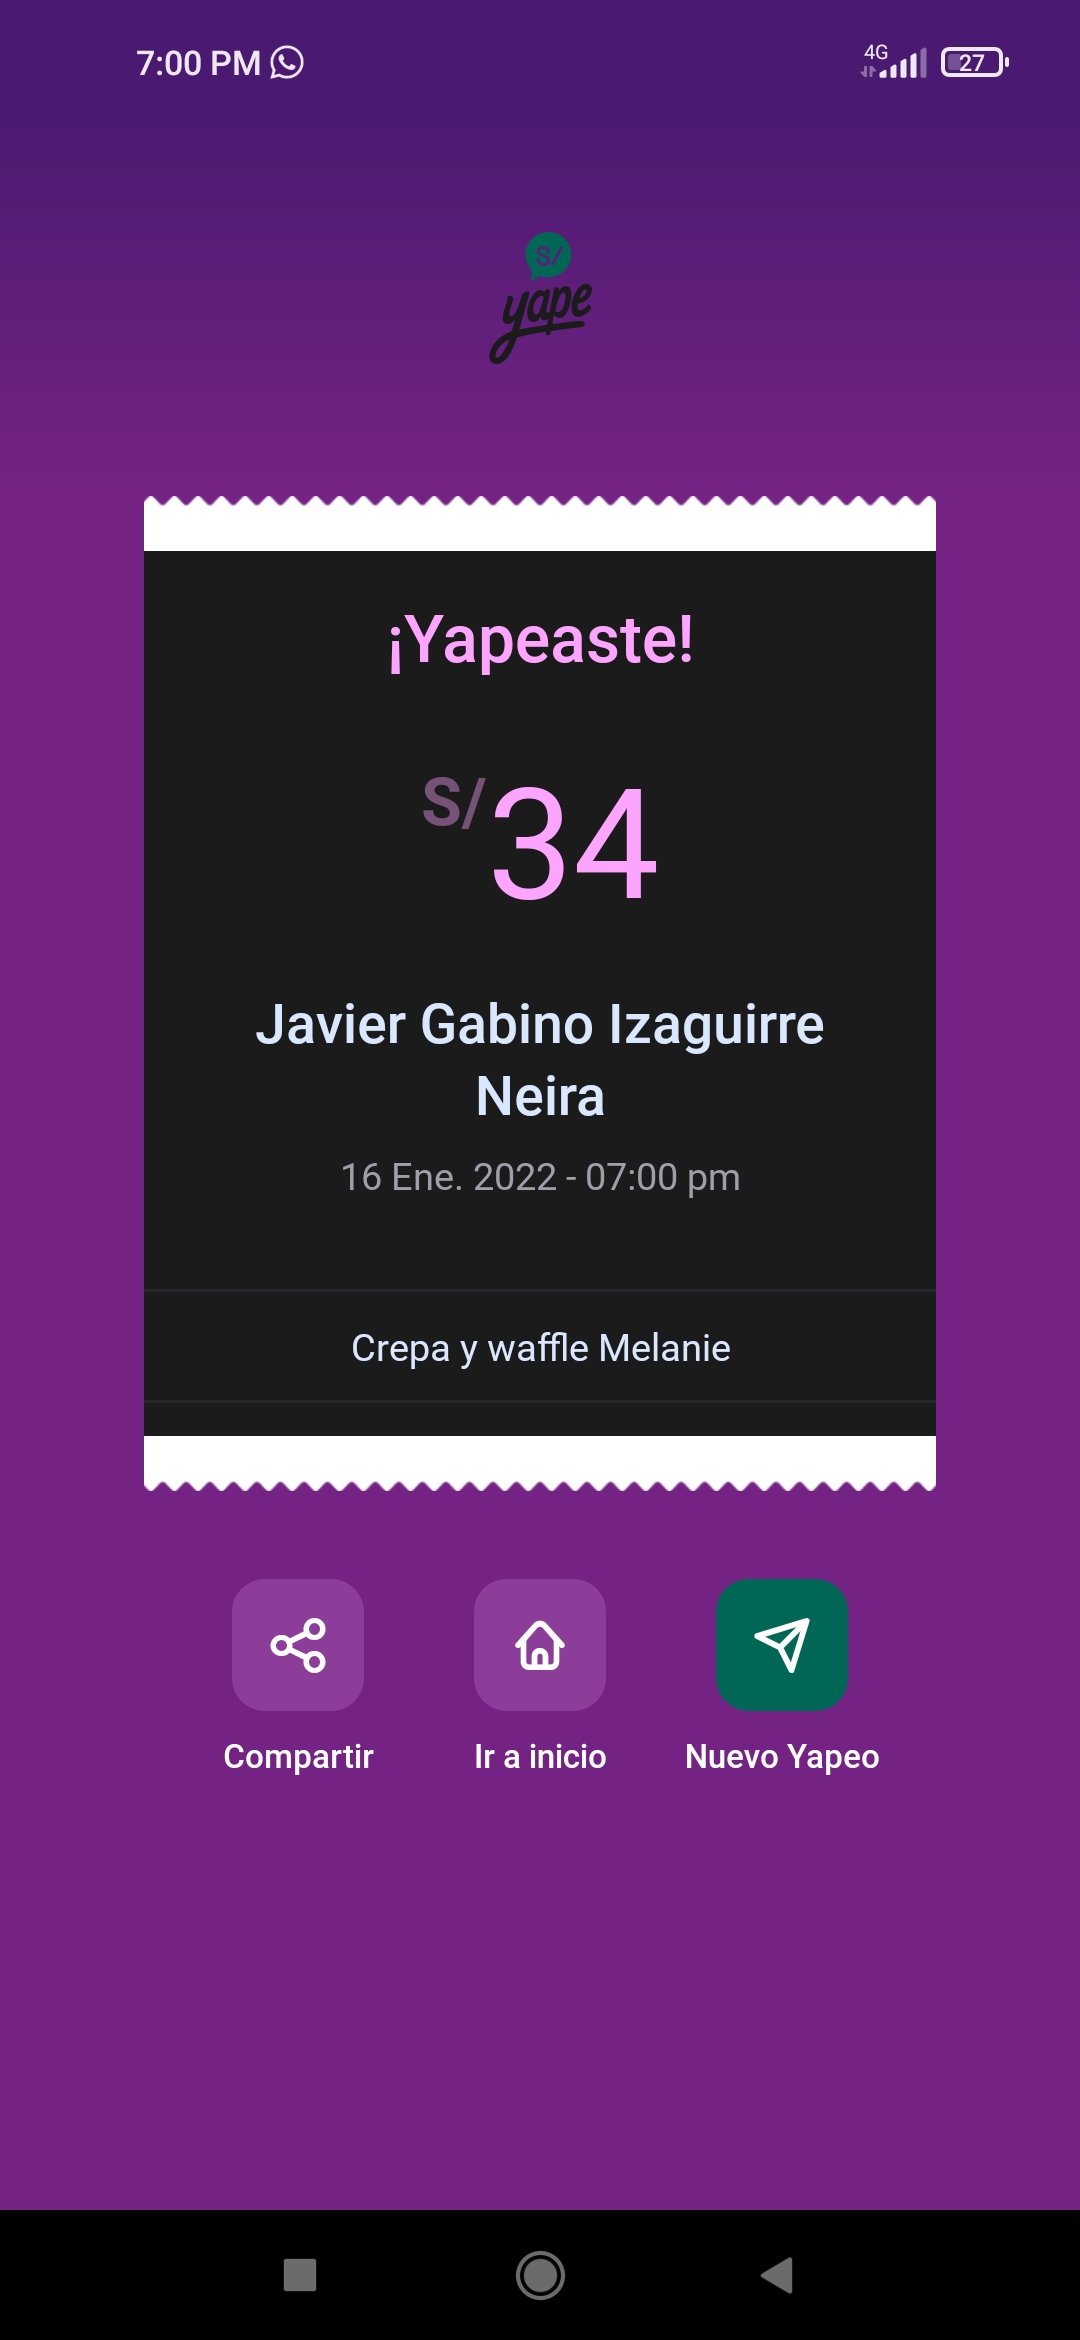 7:00 PM
4G
27
S/
yape
¡Yapeaste!
S/34
Javier Gabino Izaguirre
Neira
16 Ene. 2022 - 07:00 pm
Crepa y waffle Melanie
Compartir
Ir a inicio
Nuevo Yapeo